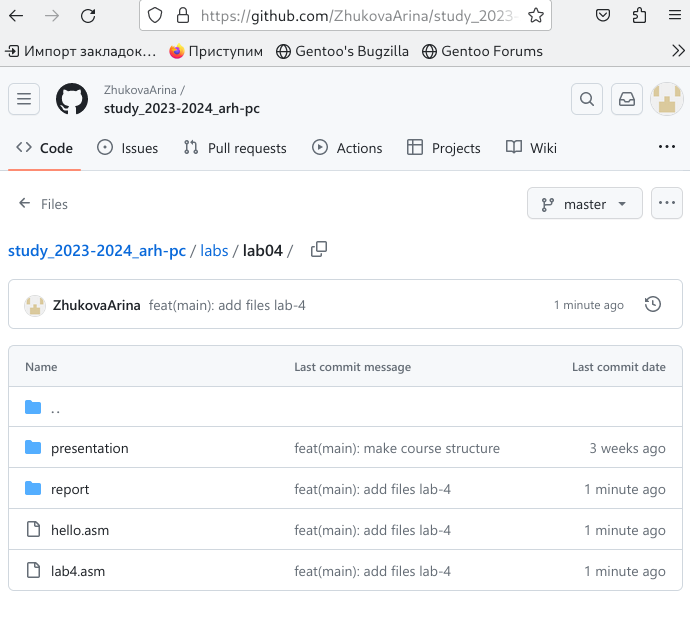 https://github.com/ZhukovaArina/study_2023-
Импорт закладок… Приступим Gentoo's Bugzilla Gentoo Forums
ZhukovaArina /
study_2023-2024_arh-pc
Code Issues Pull requests Actions Projects Wiki
Files master
study_2023-2024_arh-pc / labs / lab04 /
ZhukovaArina feat(main): add files lab-4 1 minute ago
Name Last commit message Last commit date
..
presentation feat(main): make course structure 3 weeks ago
report feat(main): add files lab-4 1 minute ago
hello.asm feat(main): add files lab-4 1 minute ago
lab4.asm feat(main): add files lab-4 1 minute ago